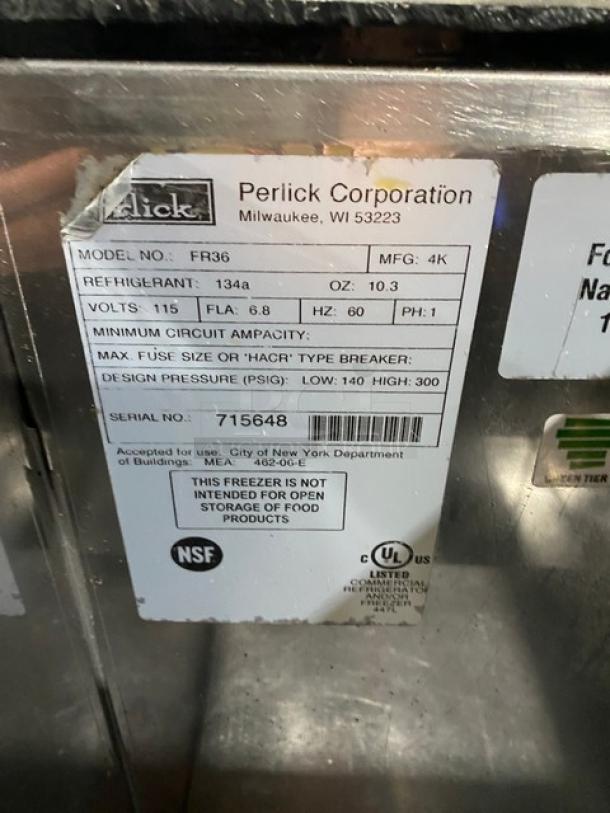 Perlick Corporation
Milwaukee, WI 53223
MODEL NO.: FR36 MFG: 4K
REFRIGERANT: 134a OZ: 10.3
VOLTS: 115 FLA: 6.8 HZ: 60 PH: 1
MINIMUM CIRCUIT AMPACITY:
MAX. FUSE SIZE OR 'HACR' TYPE BREAKER:
DESIGN PRESSURE (PSIG): LOW: 140 HIGH: 300
SERIAL NO.: 715648
Accepted for use: City of New York Department
of Buildings: MEA: 462-06-E
THIS FREEZER IS NOT
INTENDED FOR OPEN
STORAGE OF FOOD
PRODUCTS
NSF
C UL US
LISTED
COMMERCIAL
REFRIGERATOR
AND/OR
FREEZER
447L
GREEN TIER